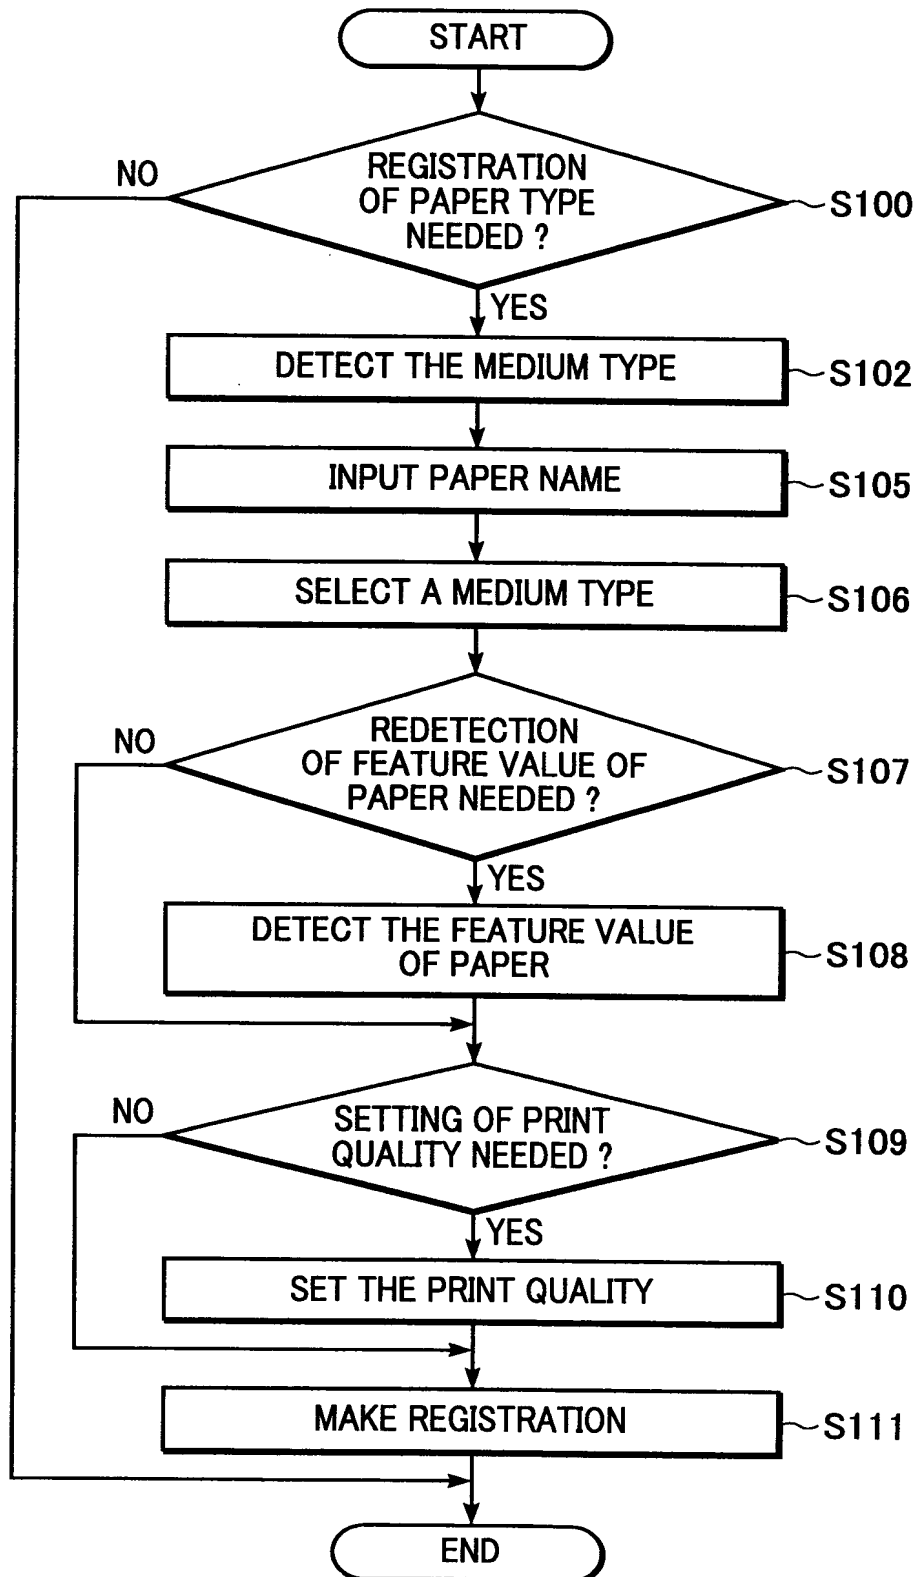 START
REGISTRATION
OF PAPER TYPE
NEEDED ?
NO
S100
YES
DETECT THE MEDIUM TYPE
S102
INPUT PAPER NAME
S105
SELECT A MEDIUM TYPE
S106
REDETECTION
OF FEATURE VALUE OF
PAPER NEEDED ?
NO
S107
YES
DETECT THE FEATURE VALUE
OF PAPER
S108
SETTING OF PRINT
QUALITY NEEDED ?
NO
S109
YES
SET THE PRINT QUALITY
S110
MAKE REGISTRATION
S111
END